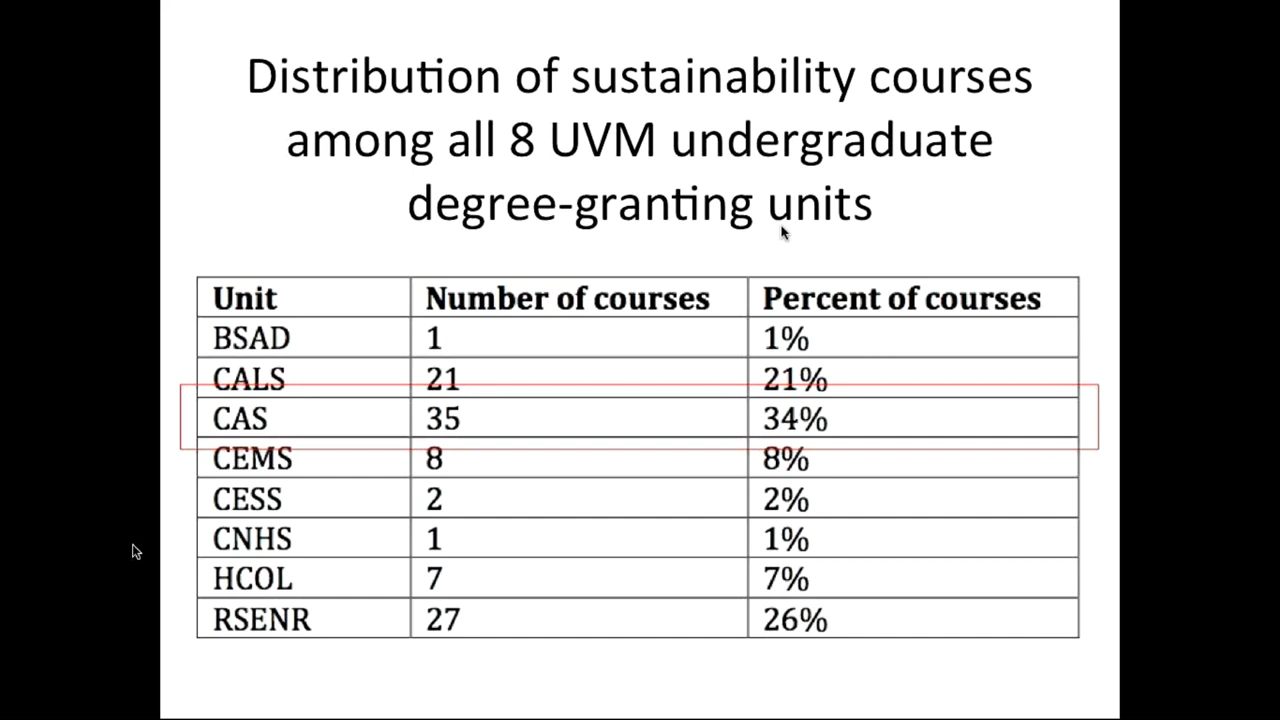 Distribution of sustainability courses
among all 8 UVM undergraduate
degree-granting units
Unit Number of courses Percent of courses
BSAD 1 1%
CALS 21 21%
CAS 35 34%
CEMS 8 8%
CESS 2 2%
CNHS 1 1%
HCOL 7 7%
RSENR 27 26%